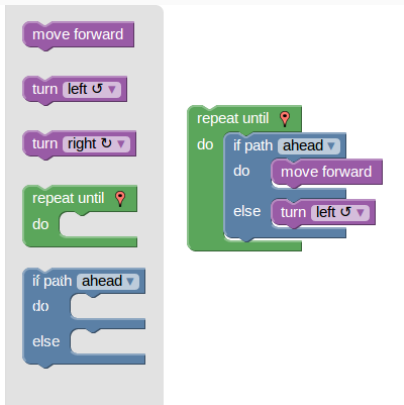 move forward
turn left ↺ ▾
turn right ↻ ▾
repeat until
do
if path ahead ▾
do
else
repeat until
do
if path ahead ▾
do
move forward
else
turn left ↺ ▾